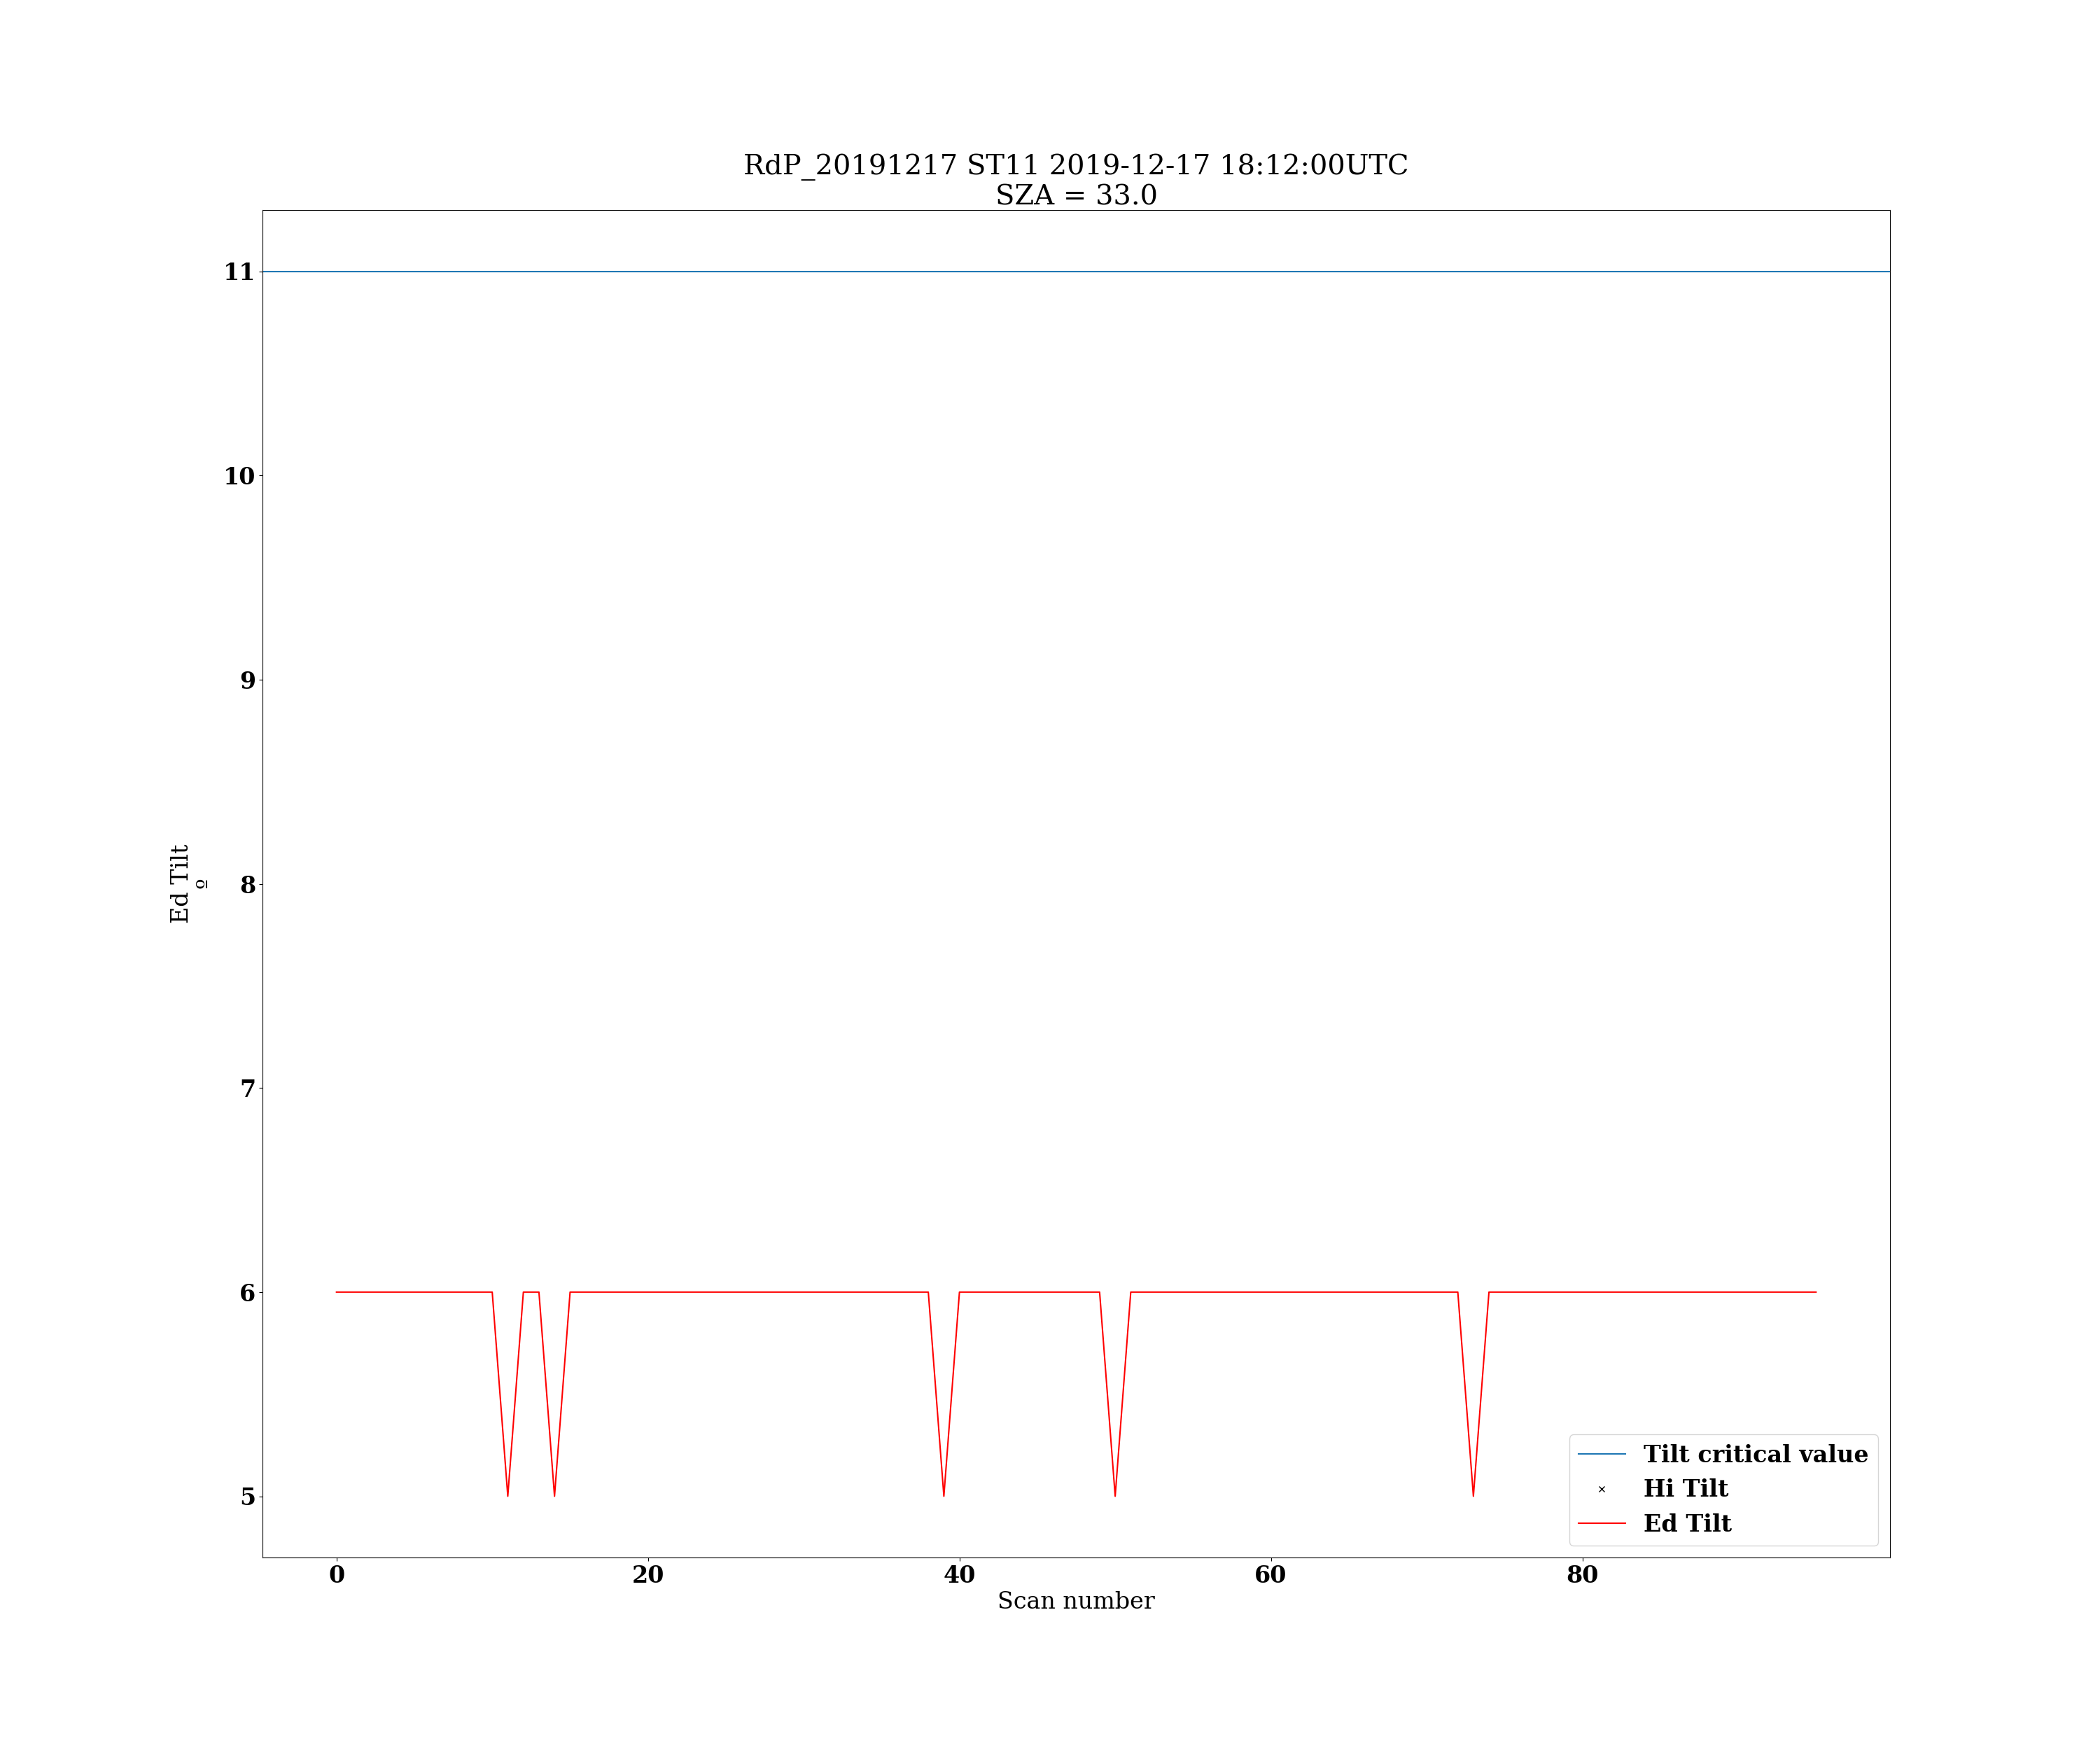 RdP_20191217 ST11 2019-12-17 18:12:00UTC
SZA = 33.0
11
10
9
8
7
6
5
Ed Tilt
º
0 20 40 60 80
Scan number
Tilt critical value
Hi Tilt
Ed Tilt